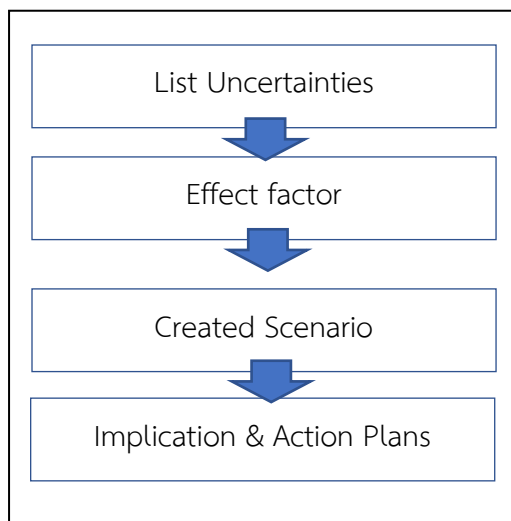 List Uncertainties
Effect factor
Created Scenario
Implication & Action Plans